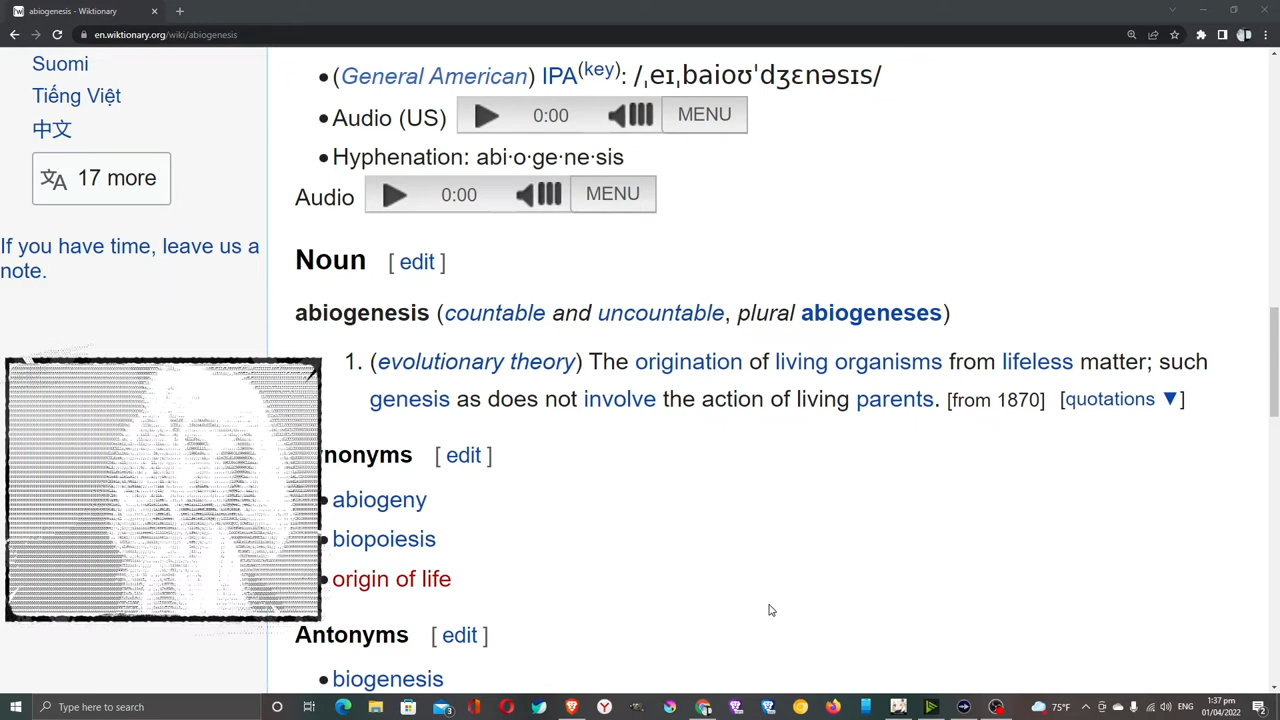 abiogenesis - Wiktionary
en.wiktionary.org/wiki/abiogenesis
Suomi
Tiếng Việt
中文
17 more
If you have time, leave us a
note.
(General American) IPA(key): /ˌeɪˌbaioʊˈdʒɛnəsɪs/
Audio (US) 0:00 MENU
Hyphenation: abi·o·ge·ne·sis
Audio 0:00 MENU
Noun [ edit ]
abiogenesis (countable and uncountable, plural abiogeneses)
1. (evolutionary theory) The origination of living organisms from lifeless matter; such
genesis as does not involve the action of living parents. [from 1870] [quotations ▼]
nonyms [ edit ]
abiogeny
biopoiesis
origin of life
Antonyms [ edit ]
biogenesis
Type here to search
75°F
ENG
1:37 pm
01/04/2022